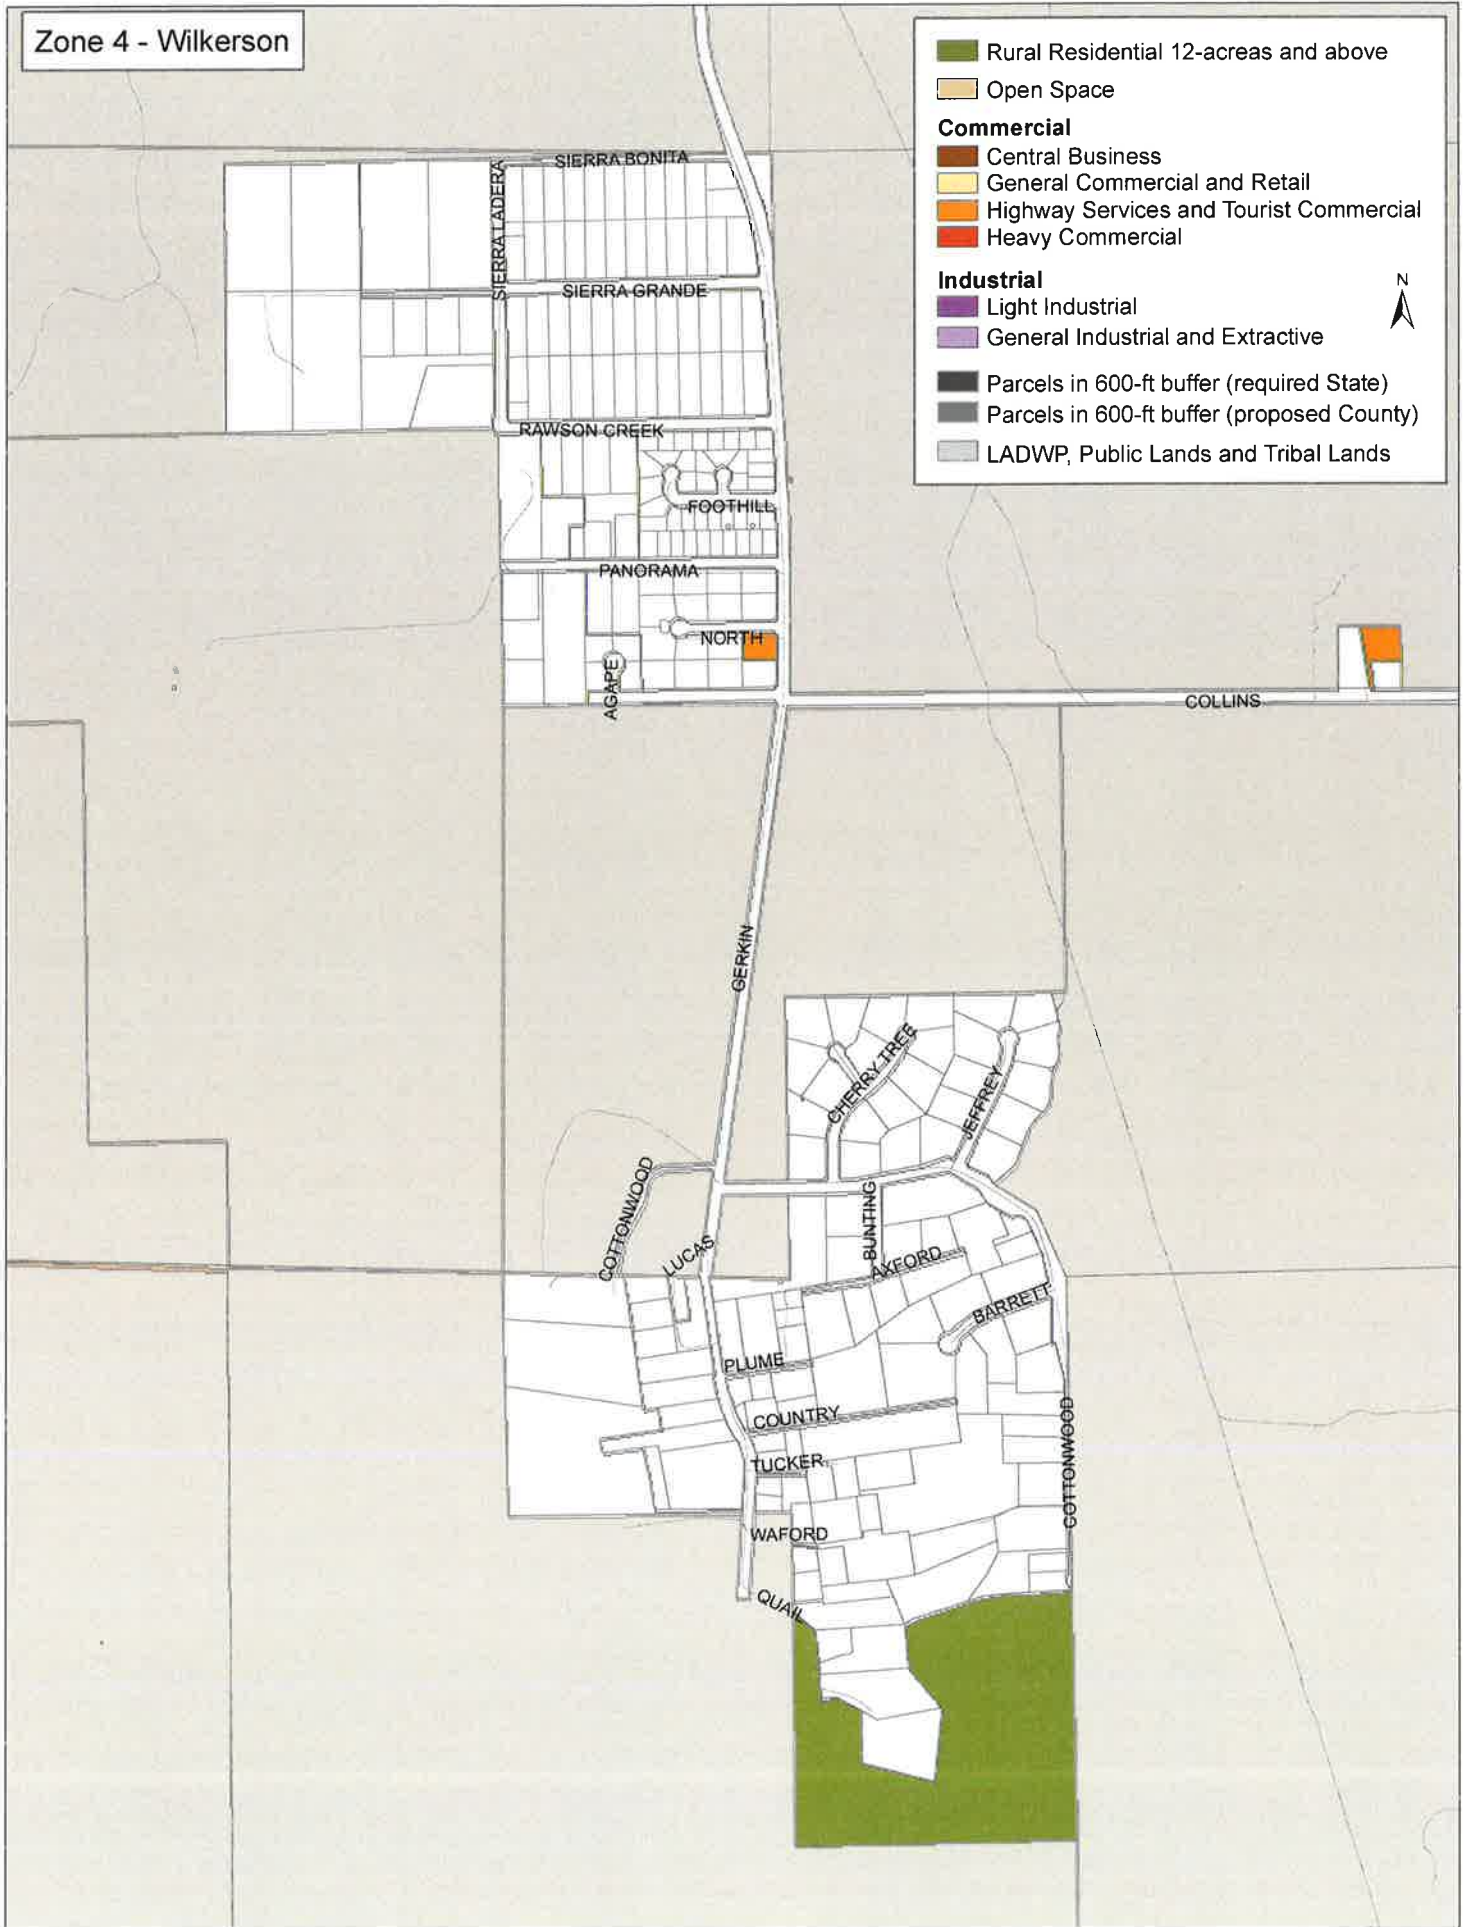 Zone 4 - Wilkerson
Rural Residential 12-acreas and above
Open Space
Commercial
Central Business
General Commercial and Retail
Highway Services and Tourist Commercial
Heavy Commercial
Industrial
Light Industrial
General Industrial and Extractive
Parcels in 600-ft buffer (required State)
Parcels in 600-ft buffer (proposed County)
LADWP, Public Lands and Tribal Lands
N
SIERRA BONITA
SIERRA LADERA
SIERRA GRANDE
RAWSON CREEK
FOOTHILL
PANORAMA
NORTH
AGAPE
COLLINS
GERKIN
CHERRY TREE
JEFFREY
COTTONWOOD
BUNTING
LUCAS
AXFORD
BARRETT
PLUME
COUNTRY
COTTONWOOD
TUCKER
WAFORD
QUAIL